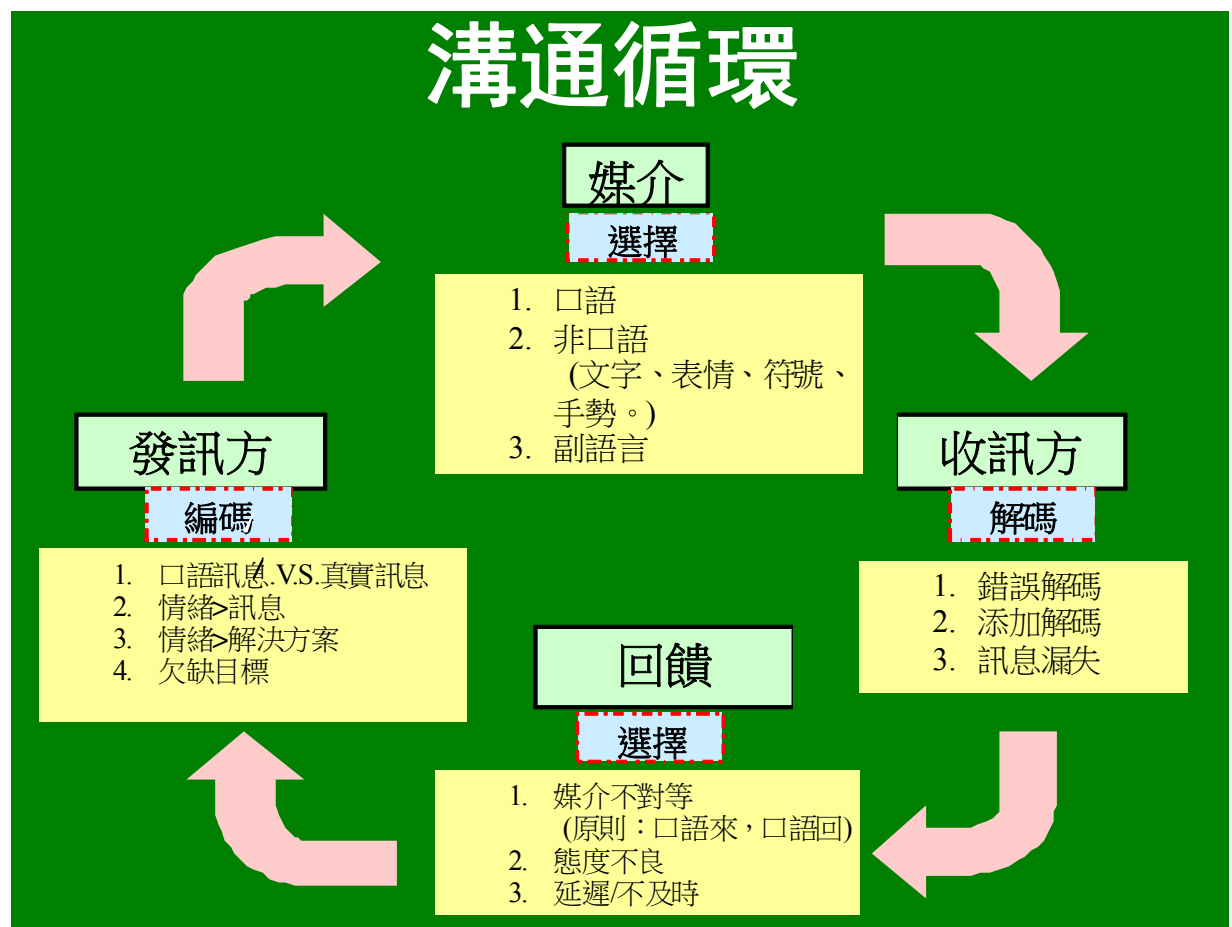 溝通循環
媒介
選擇
1. 口語
2. 非口語
(文字、表情、符號、
手勢。)
3. 副語言
發訊方
編碼
1. 口語訊息.V.S.真實訊息
2. 情緒>訊息
3. 情緒>解決方案
4. 欠缺目標
收訊方
解碼
1. 錯誤解碼
2. 添加解碼
3. 訊息漏失
回饋
選擇
1. 媒介不對等
(原則：口語來，口語回)
2. 態度不良
3. 延遲/不及時